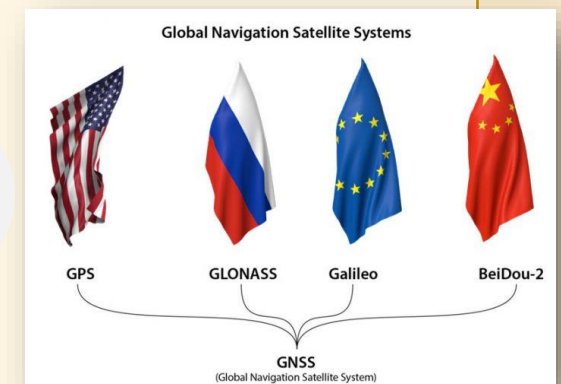 Global Navigation Satellite Systems
GPS GLONASS Galileo BeiDou-2
GNSS
(Global Navigation Satellite System)